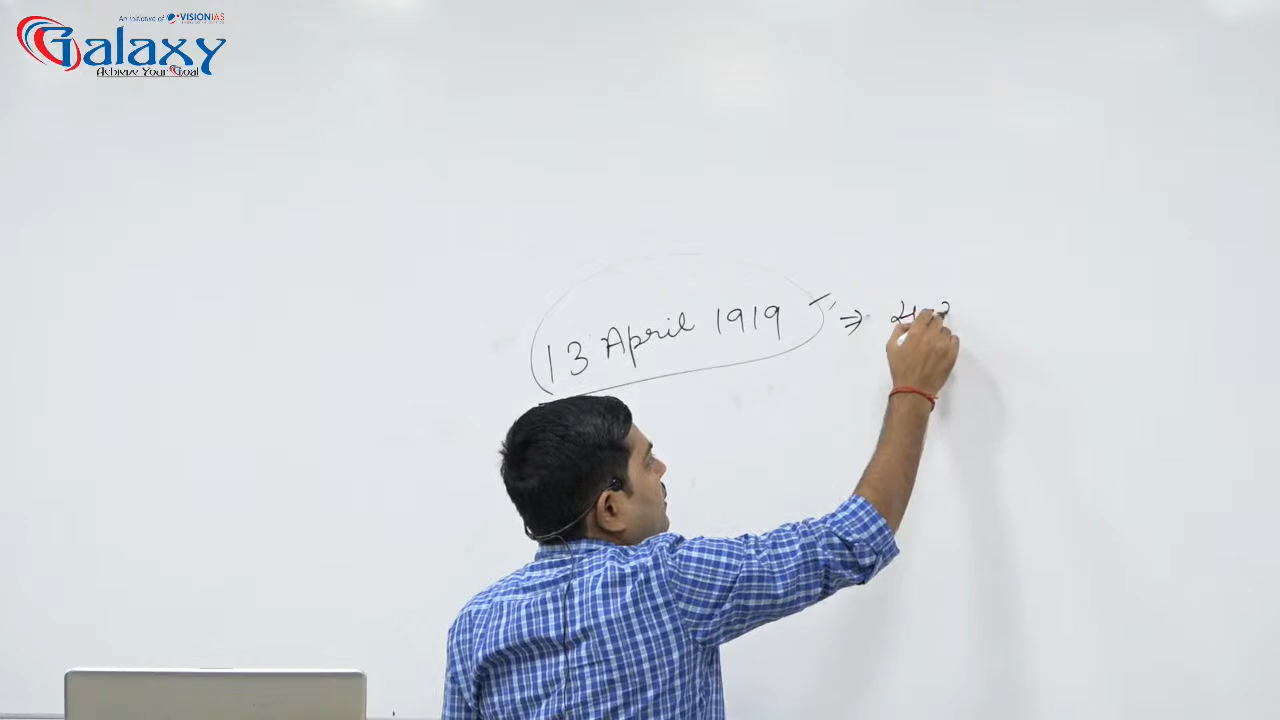 An initiative of VISIONIAS
Galaxy
Achieve Your Goal
13 April 1919 ⇒